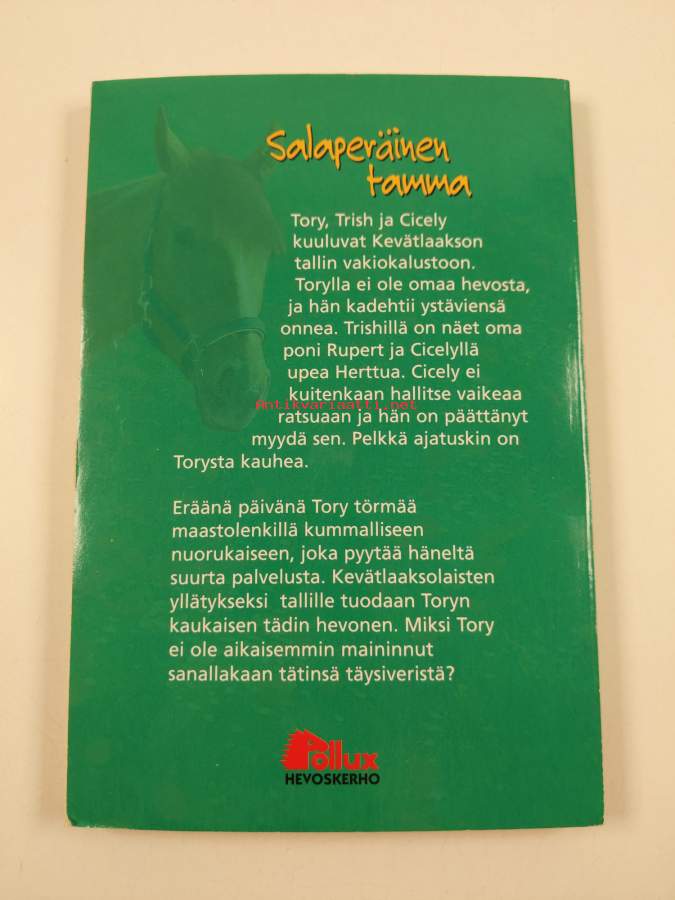 Salaperäinen
tamma
Tory, Trish ja Cicely
kuuluvat Kevätlaakson
tallin vakiokalustoon.
Torylla ei ole omaa hevosta,
ja hän kadehtii ystäviensä
onnea. Trishillä on näet oma
poni Rupert ja Cicelyllä
upea Herttua. Cicely ei
kuitenkaan hallitse vaikeaa
Antikvariaatti.net
ratsuaan ja hän on päättänyt
myydä sen. Pelkkä ajatuskin on
Torysta kauhea.
Eräänä päivänä Tory törmää
maastolenkillä kummalliseen
nuorukaiseen, joka pyytää häneltä
suurta palvelusta. Kevätlaaksolaisten
yllätykseksi tallille tuodaan Toryn
kaukaisen tädin hevonen. Miksi Tory
ei ole aikaisemmin maininnut
sanallakaan tätinsä täysiveristä?
Pollux
HEVOSKERHO